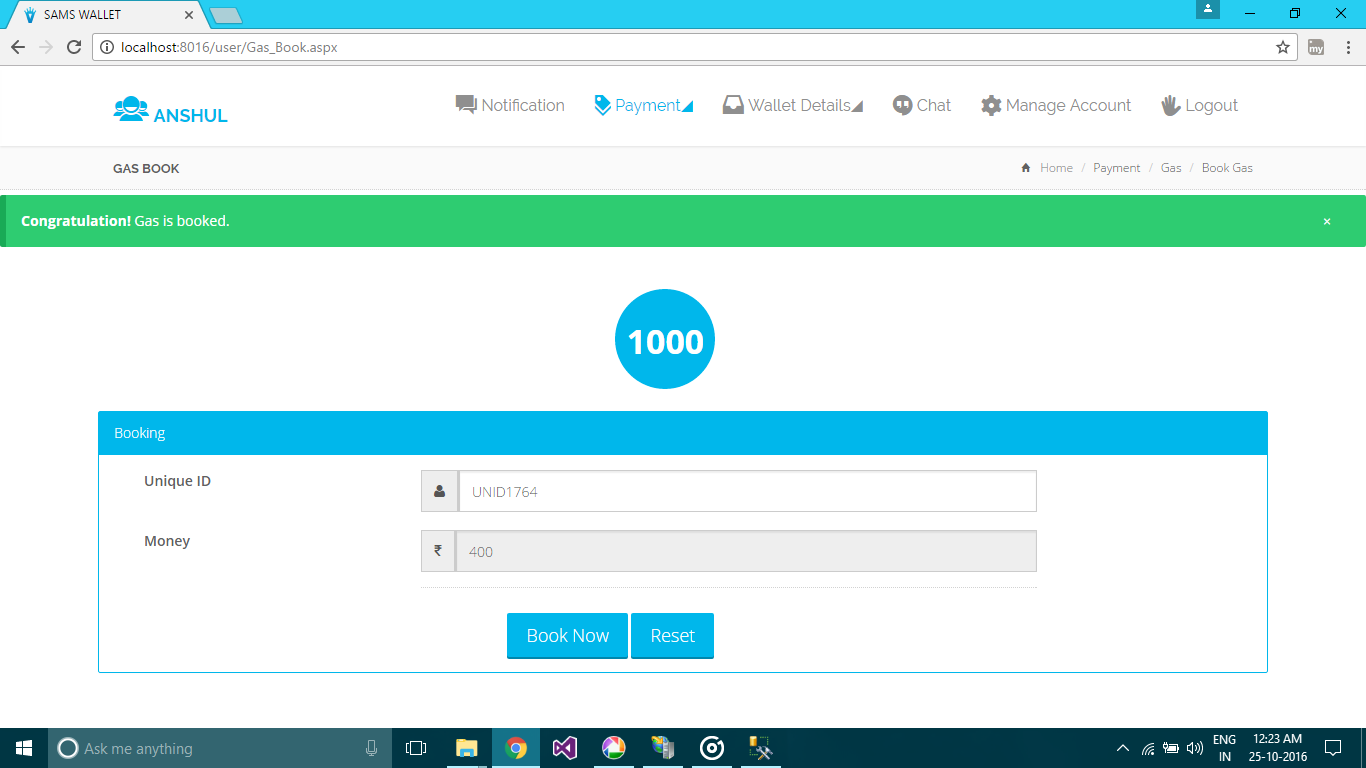 SAMS WALLET
localhost:8016/user/Gas_Book.aspx
my
ANSHUL
Notification Payment Wallet Details Chat Manage Account Logout
GAS BOOK
Home / Payment / Gas / Book Gas
Congratulation! Gas is booked.
×
1000
Booking
Unique ID
UNID1764
Money
₹ 400
Book Now Reset
Ask me anything
ENG
IN
12:23 AM
25-10-2016